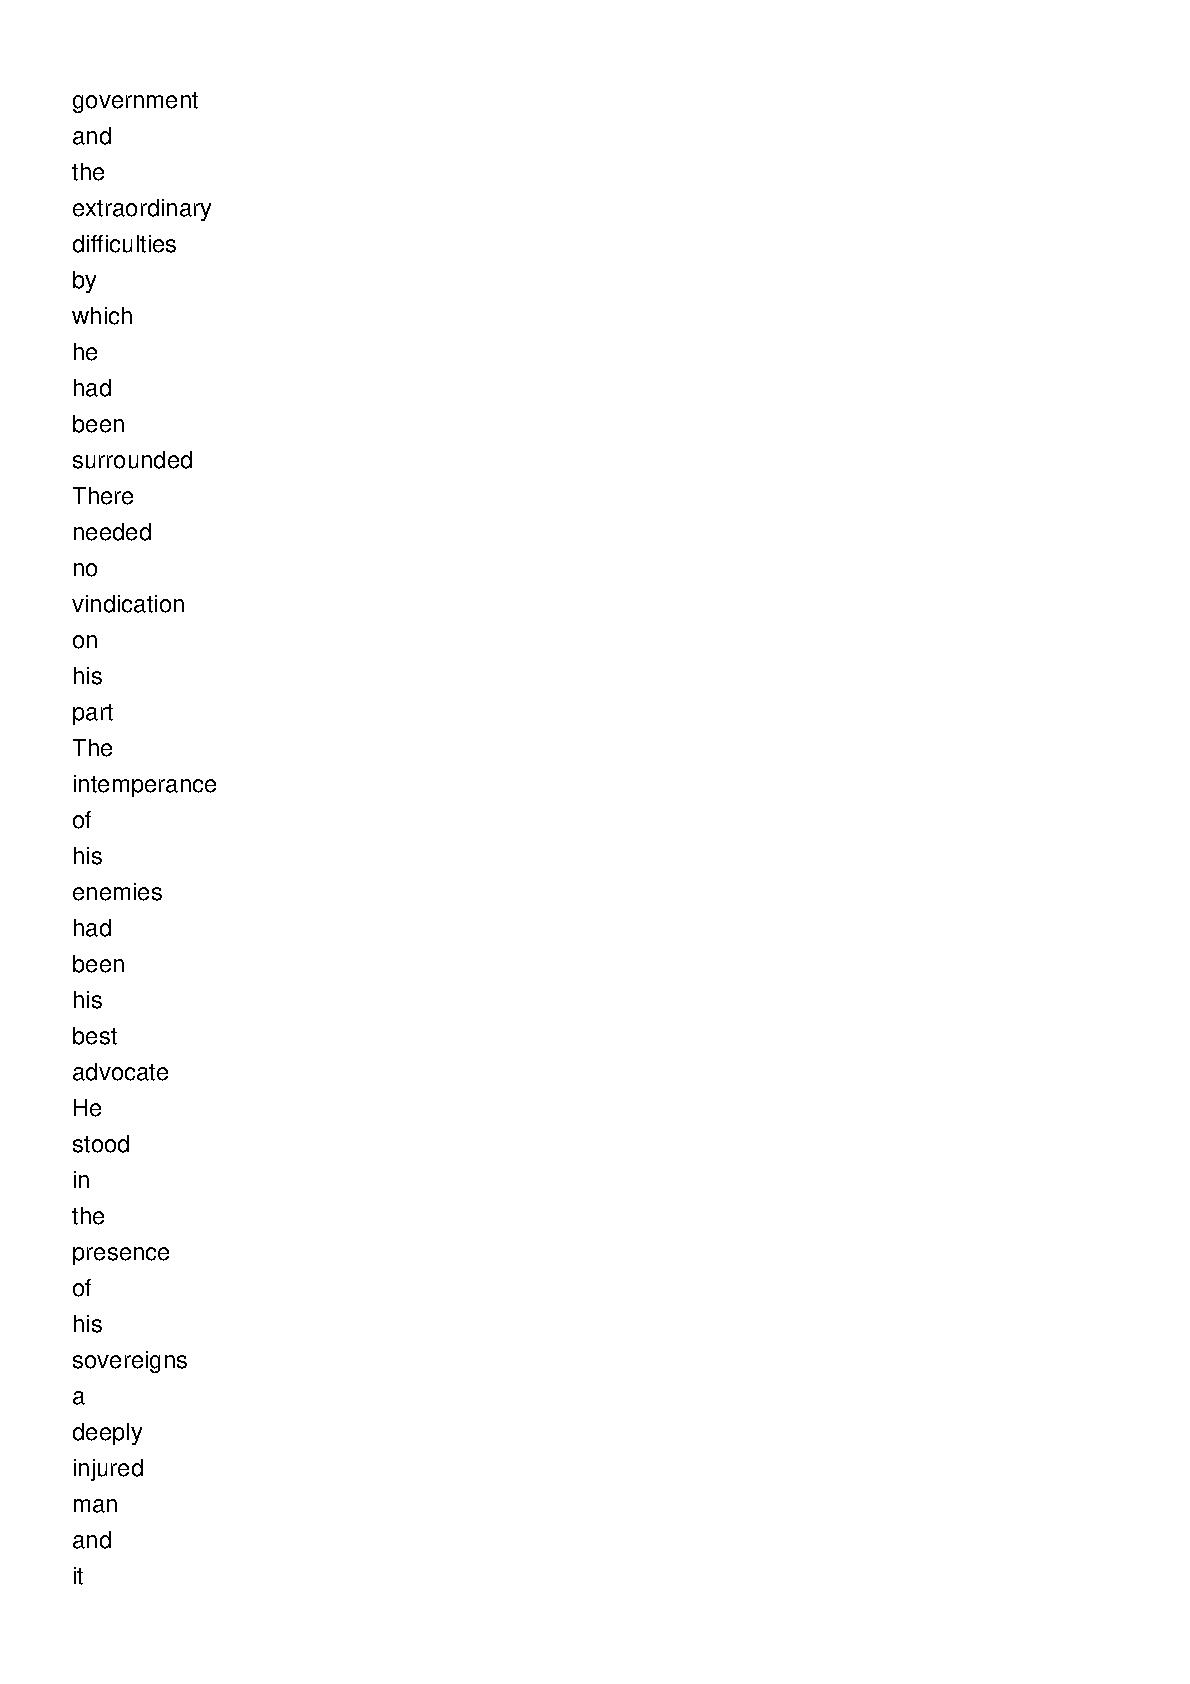 government
and
the
extraordinary
difficulties
by
which
he
had
been
surrounded
There
needed
no
vindication
on
his
part
The
intemperance
of
his
enemies
had
been
his
best
advocate
He
stood
in
the
presence
of
his
sovereigns
a
deeply
injured
man
and
it